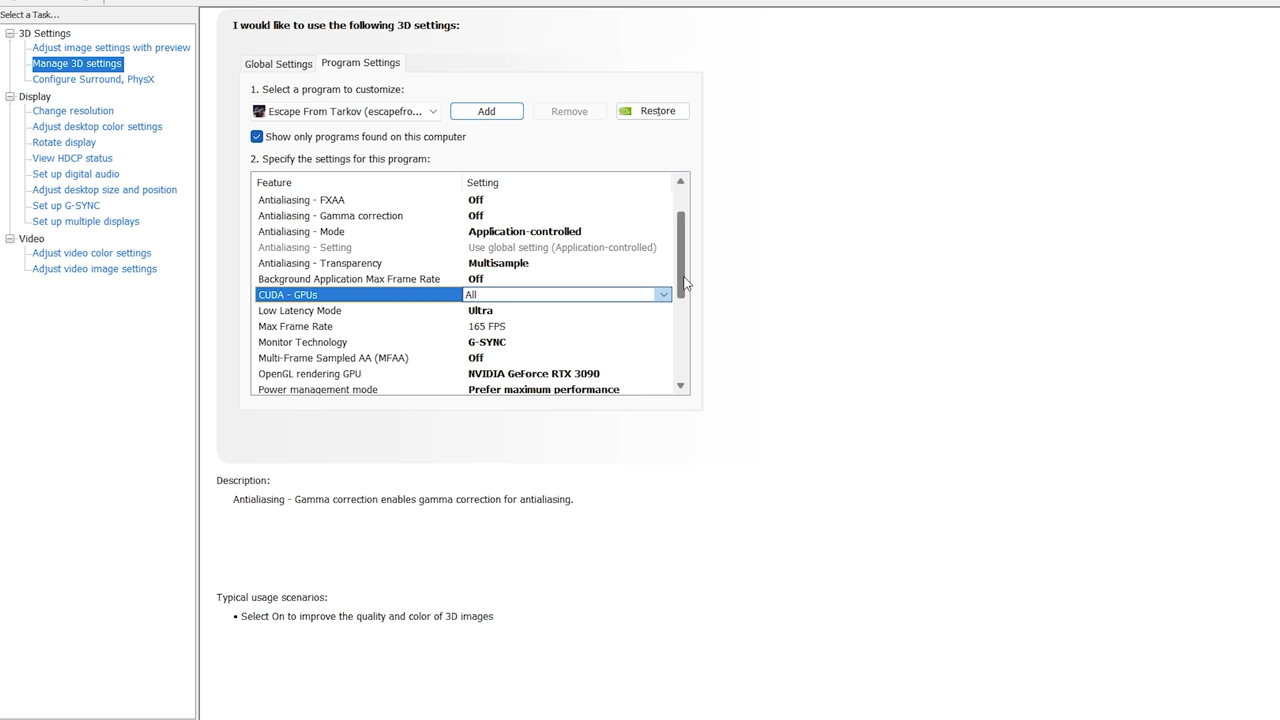 Select a Task...
3D Settings
Adjust image settings with preview
Manage 3D settings
Configure Surround, PhysX
Display
Change resolution
Adjust desktop color settings
Rotate display
View HDCP status
Set up digital audio
Adjust desktop size and position
Set up G-SYNC
Set up multiple displays
Video
Adjust video color settings
Adjust video image settings
I would like to use the following 3D settings:
Global Settings Program Settings
1. Select a program to customize:
Escape From Tarkov (escapefro... Add Remove Restore
Show only programs found on this computer
2. Specify the settings for this program:
Feature Setting
Antialiasing - FXAA Off
Antialiasing - Gamma correction Off
Antialiasing - Mode Application-controlled
Antialiasing - Setting Use global setting (Application-controlled)
Antialiasing - Transparency Multisample
Background Application Max Frame Rate Off
CUDA - GPUs All
Low Latency Mode Ultra
Max Frame Rate 165 FPS
Monitor Technology G-SYNC
Multi-Frame Sampled AA (MFAA) Off
OpenGL rendering GPU NVIDIA GeForce RTX 3090
Power management mode Prefer maximum performance
Description:
Antialiasing - Gamma correction enables gamma correction for antialiasing.
Typical usage scenarios:
• Select On to improve the quality and color of 3D images